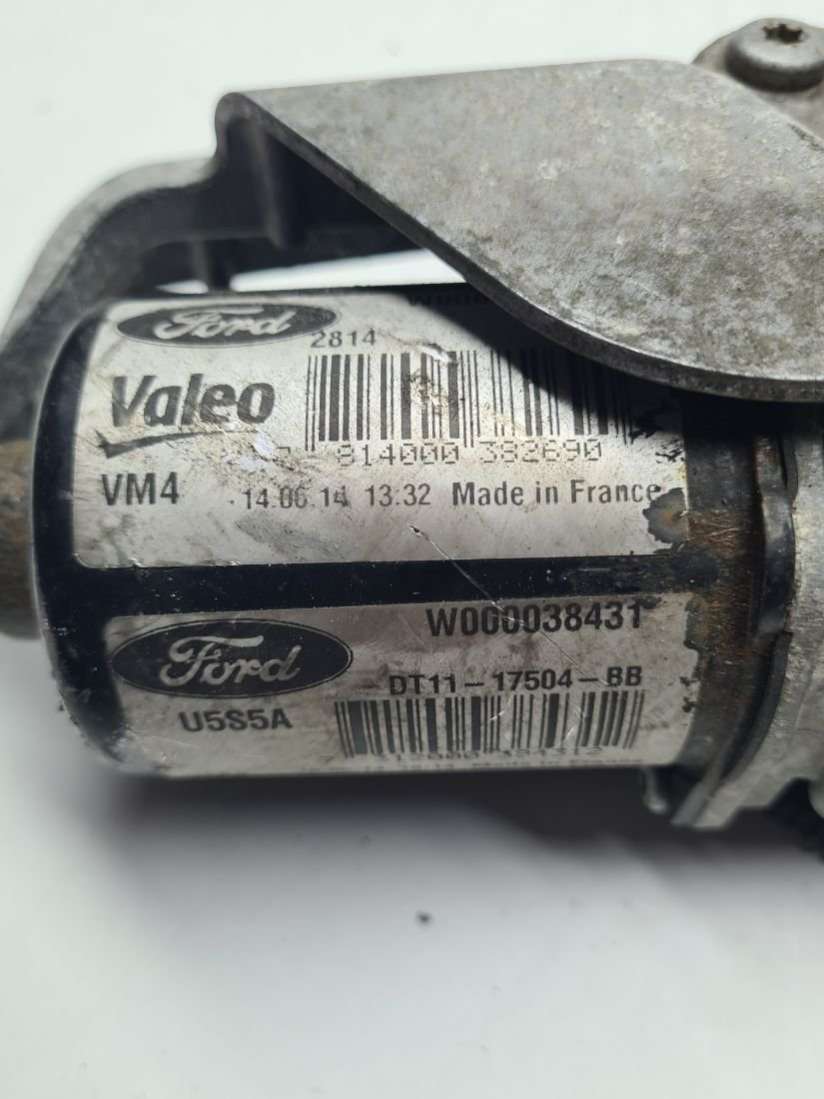 Ford
2814
Valeo
814000 382690
VM4
14.06.14 13:32 Made in France
W000038431
Ford
DT11-17504-BB
U5S5A